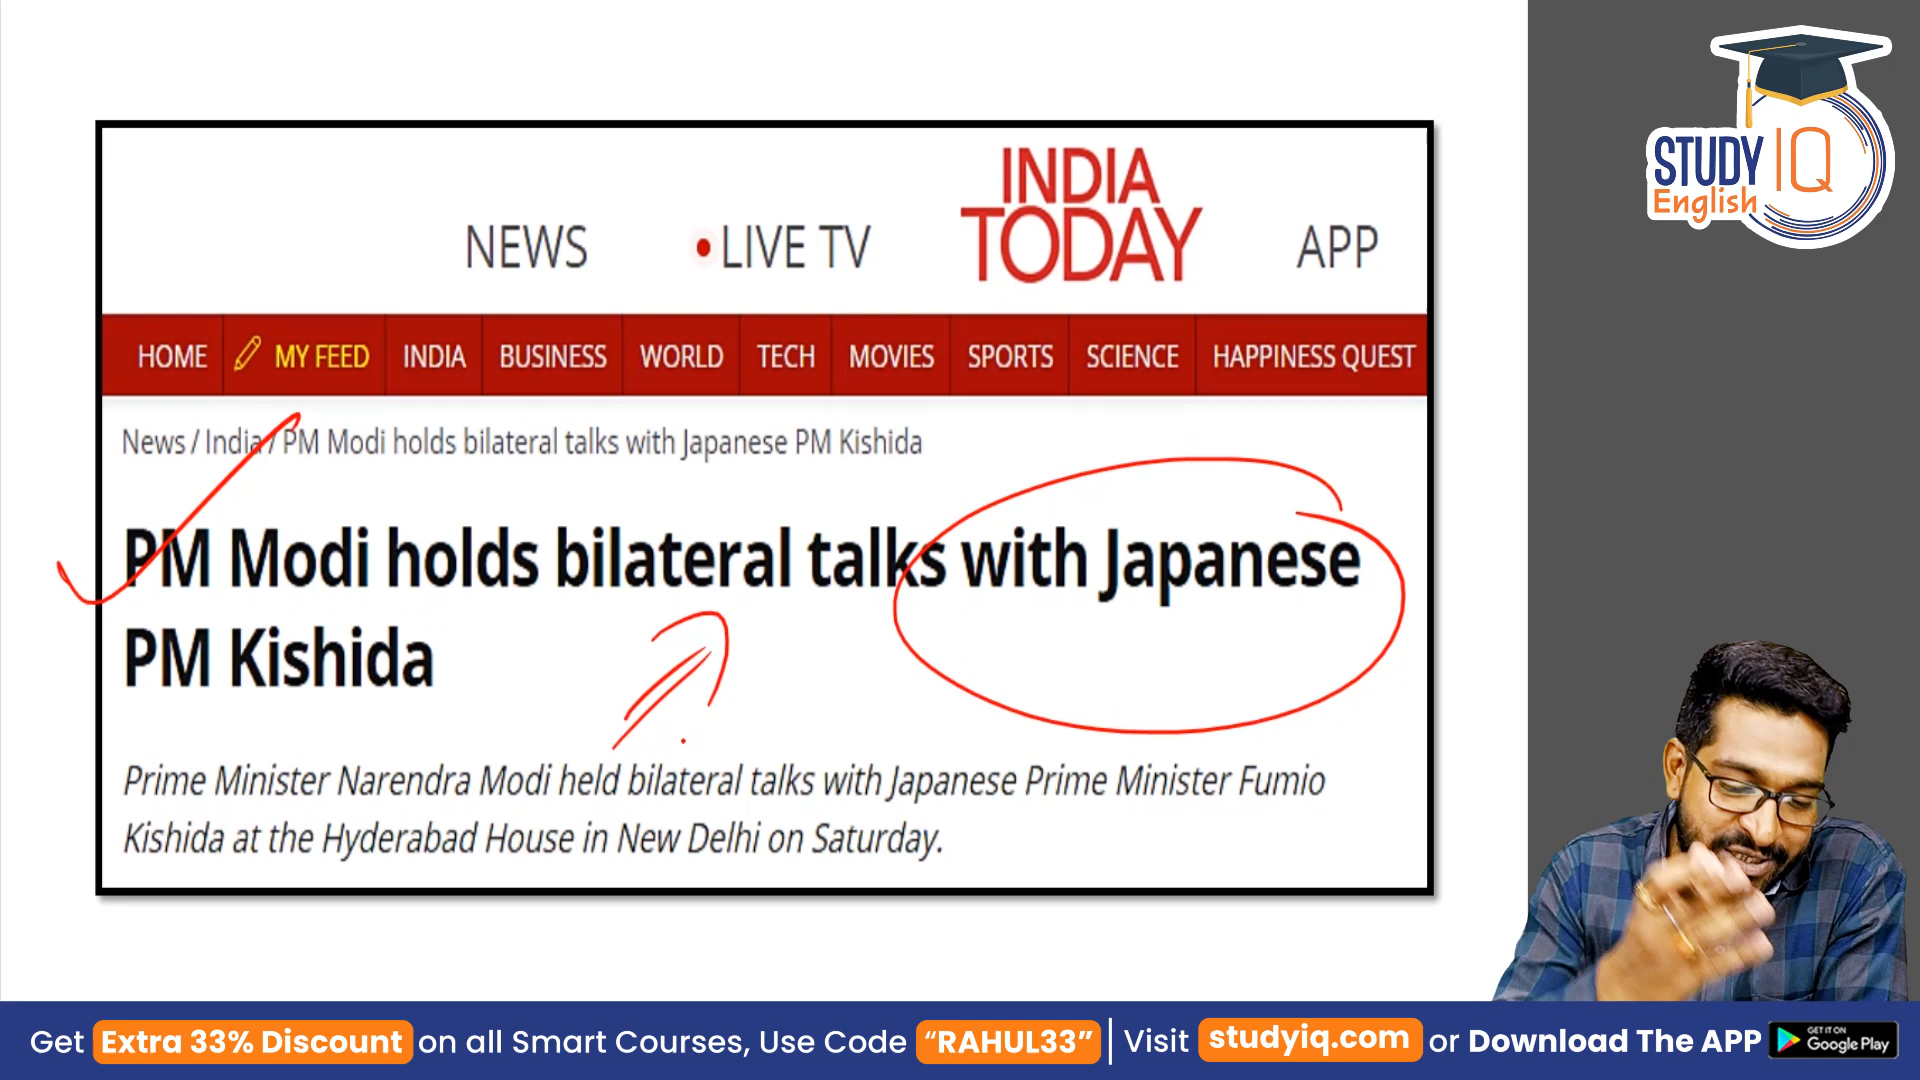 STUDY IQ
English
INDIA
TODAY
NEWS
LIVE TV
APP
HOME
MY FEED
INDIA
BUSINESS
WORLD
TECH
MOVIES
SPORTS
SCIENCE
HAPPINESS QUEST
News / India / PM Modi holds bilateral talks with Japanese PM Kishida
PM Modi holds bilateral talks with Japanese
PM Kishida
Prime Minister Narendra Modi held bilateral talks with Japanese Prime Minister Fumio
Kishida at the Hyderabad House in New Delhi on Saturday.
Get Extra 33% Discount on all Smart Courses, Use Code “RAHUL33” | Visit studyiq.com or Download The APP
GET IT ON
Google Play